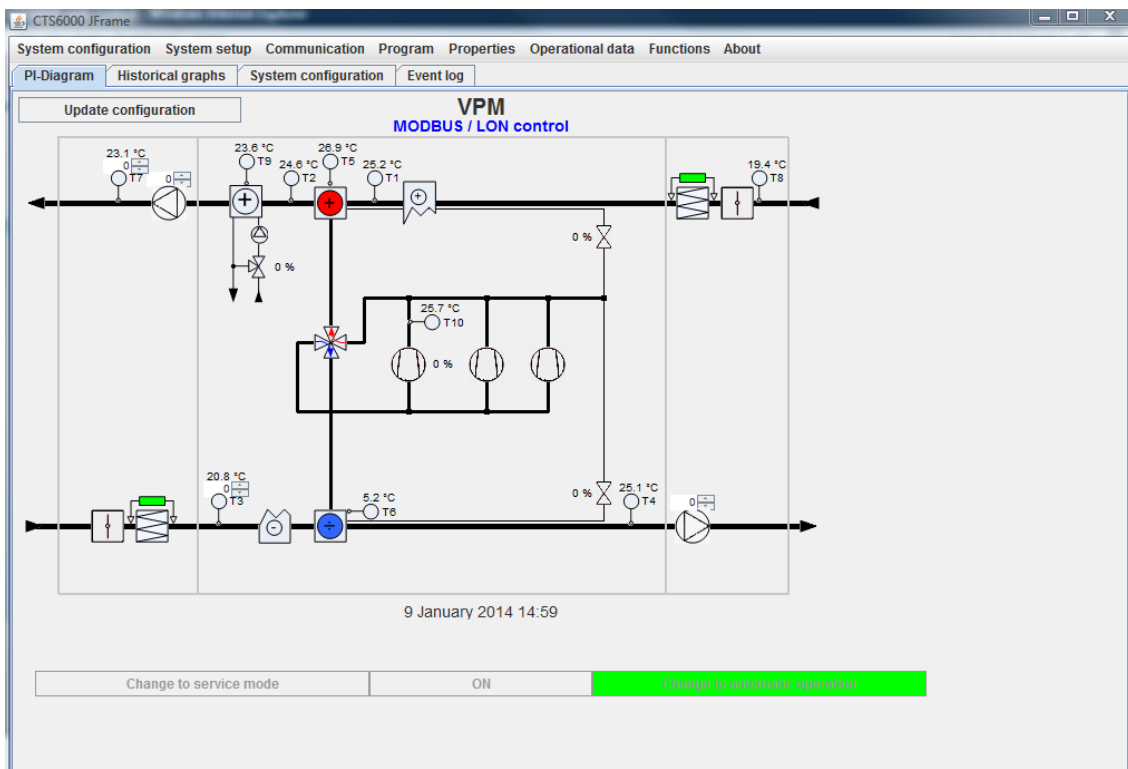 CTS6000 JFrame
System configuration System setup Communication Program Properties Operational data Functions About
PI-Diagram Historical graphs System configuration Event log
Update configuration
VPM
MODBUS / LON control
23.1 °C
0
T7
0
23.6 °C
T9
24.6 °C
T2
26.9 °C
T5
25.2 °C
T1
19.4 °C
T8
0 %
0 %
25.7 °C
T10
0 %
20.8 °C
0
T3
5.2 °C
T6
0 %
25.1 °C
T4
0
9 January 2014 14:59
Change to service mode ON Change to automatic operation